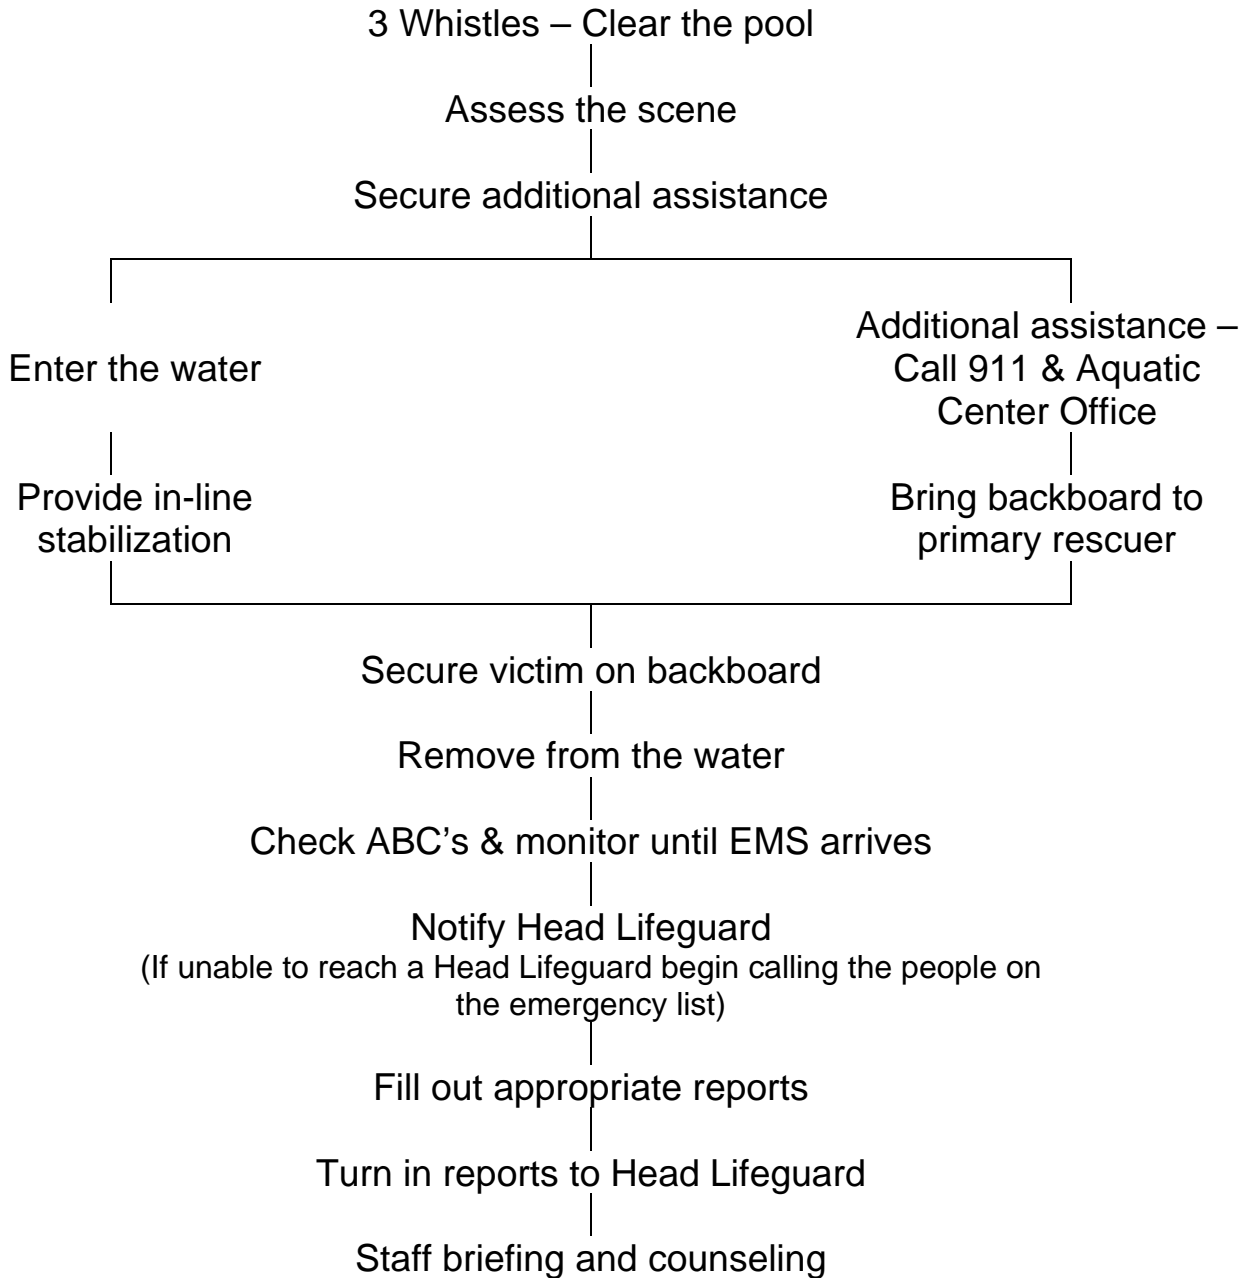 3 Whistles – Clear the pool
Assess the scene
Secure additional assistance
Enter the water
Provide in-line
stabilization
Additional assistance –
Call 911 & Aquatic
Center Office
Bring backboard to
primary rescuer
Secure victim on backboard
Remove from the water
Check ABC’s & monitor until EMS arrives
Notify Head Lifeguard
(If unable to reach a Head Lifeguard begin calling the people on
the emergency list)
Fill out appropriate reports
Turn in reports to Head Lifeguard
Staff briefing and counseling